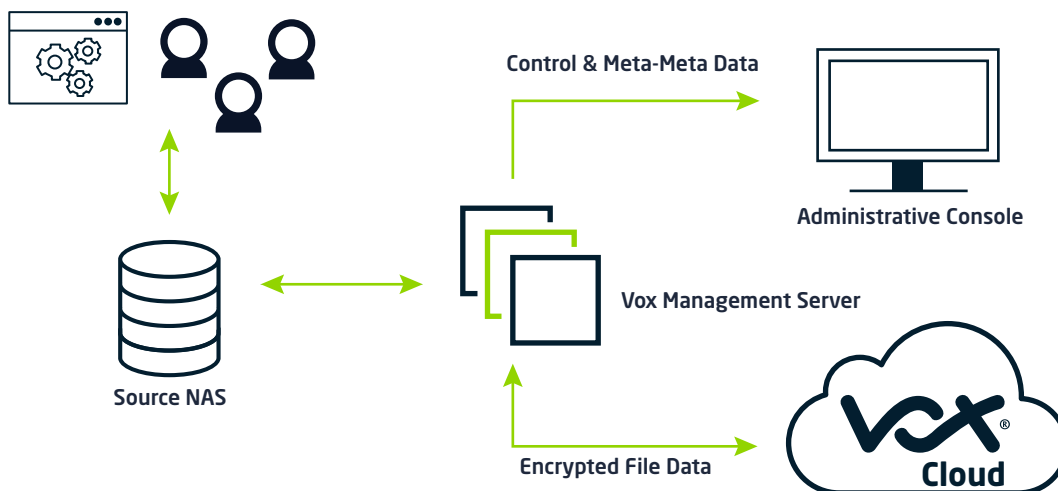 Control & Meta-Meta Data
Administrative Console
Vox Management Server
Source NAS
Encrypted File Data
VOX®
Cloud